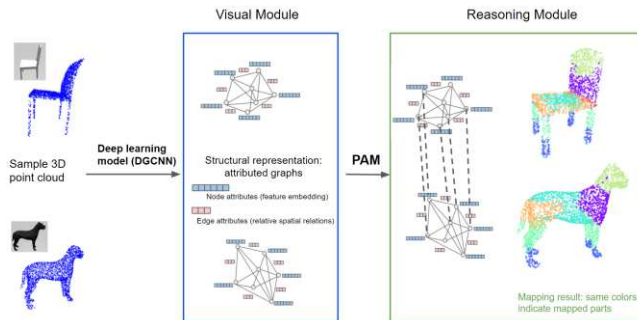 Visual Module
Reasoning Module
Sample 3D
point cloud
Deep learning
model (DGCNN)
Structural representation:
attributed graphs
Node attributes (feature embedding)
Edge attributes (relative spatial relations)
PAM
Mapping result: same colors
indicate mapped parts